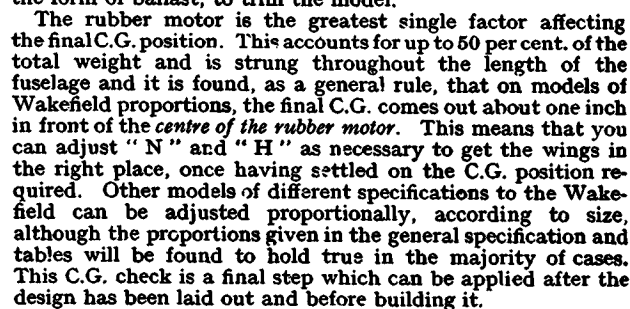 the form of ballast, to trim the model.
The rubber motor is the greatest single factor affecting
the final C.G. position. This accounts for up to 50 per cent. of the
total weight and is strung throughout the length of the
fuselage and it is found, as a general rule, that on models of
Wakefield proportions, the final C.G. comes out about one inch
in front of the centre of the rubber motor. This means that you
can adjust " N " and " H " as necessary to get the wings in
the right place, once having settled on the C.G. position re-
quired. Other models of different specifications to the Wake-
field can be adjusted proportionally, according to size,
although the proportions given in the general specification and
tables will be found to hold true in the majority of cases.
This C.G. check is a final step which can be applied after the
design has been laid out and before building it.